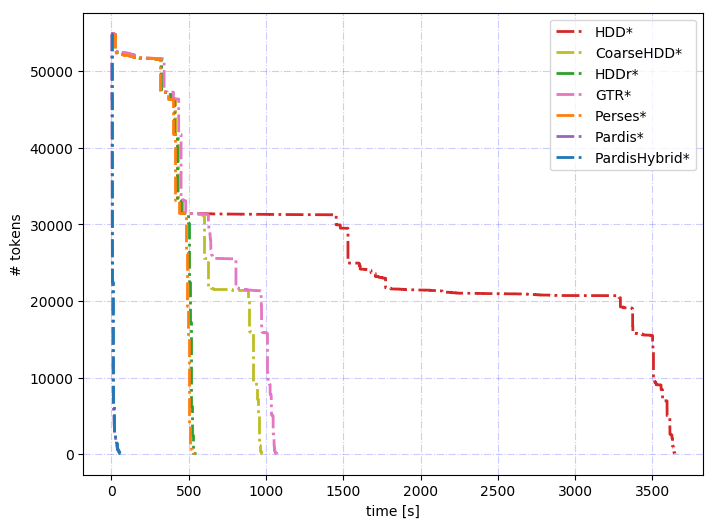 HDD*
CoarseHDD*
HDDr*
GTR*
Perses*
Pardis*
PardisHybrid*
# tokens
50000
40000
30000
20000
10000
0
0 500 1000 1500 2000 2500 3000 3500
time [s]